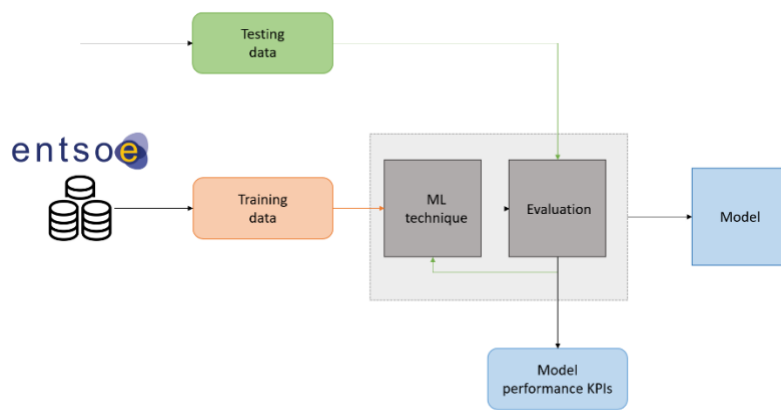 Testing
data
entsoe
Training
data
ML
technique
Evaluation
Model
Model
performance KPIs